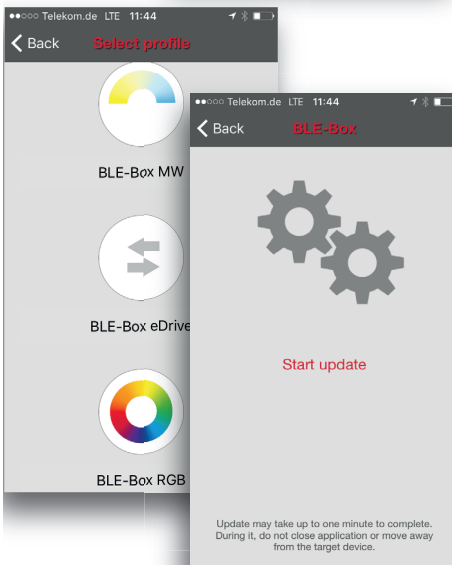 ●●○○○ Telekom.de LTE 11:44
Back Select profile
BLE-Box MW
BLE-Box eDrive
BLE-Box RGB
●●○○○ Telekom.de LTE 11:44
Back BLE-Box
Start update
Update may take up to one minute to complete.
During it, do not close application or move away
from the target device.